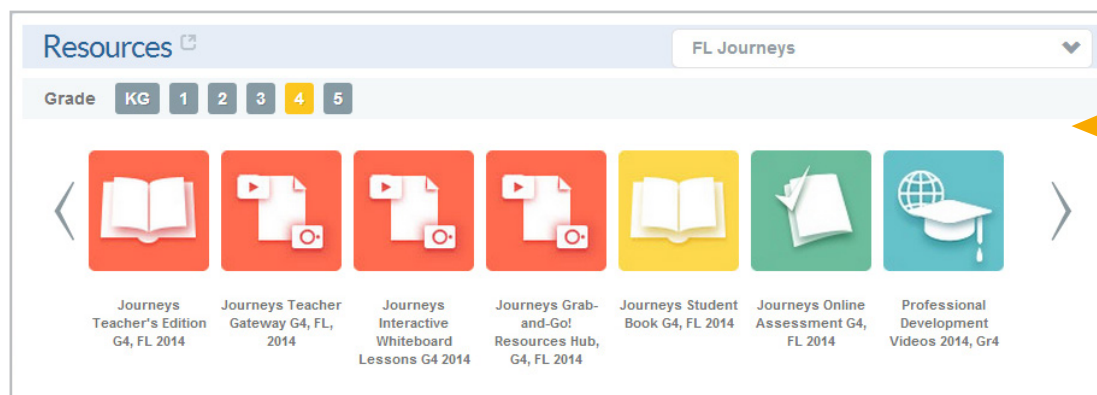 Resources
FL Journeys
Grade KG 1 2 3 4 5
Journeys
Teacher's Edition
G4, FL 2014
Journeys Teacher
Gateway G4, FL,
2014
Journeys
Interactive
Whiteboard
Lessons G4 2014
Journeys Grab-
and-Go!
Resources Hub,
G4, FL 2014
Journeys Student
Book G4, FL 2014
Journeys Online
Assessment G4,
FL 2014
Professional
Development
Videos 2014, Gr4